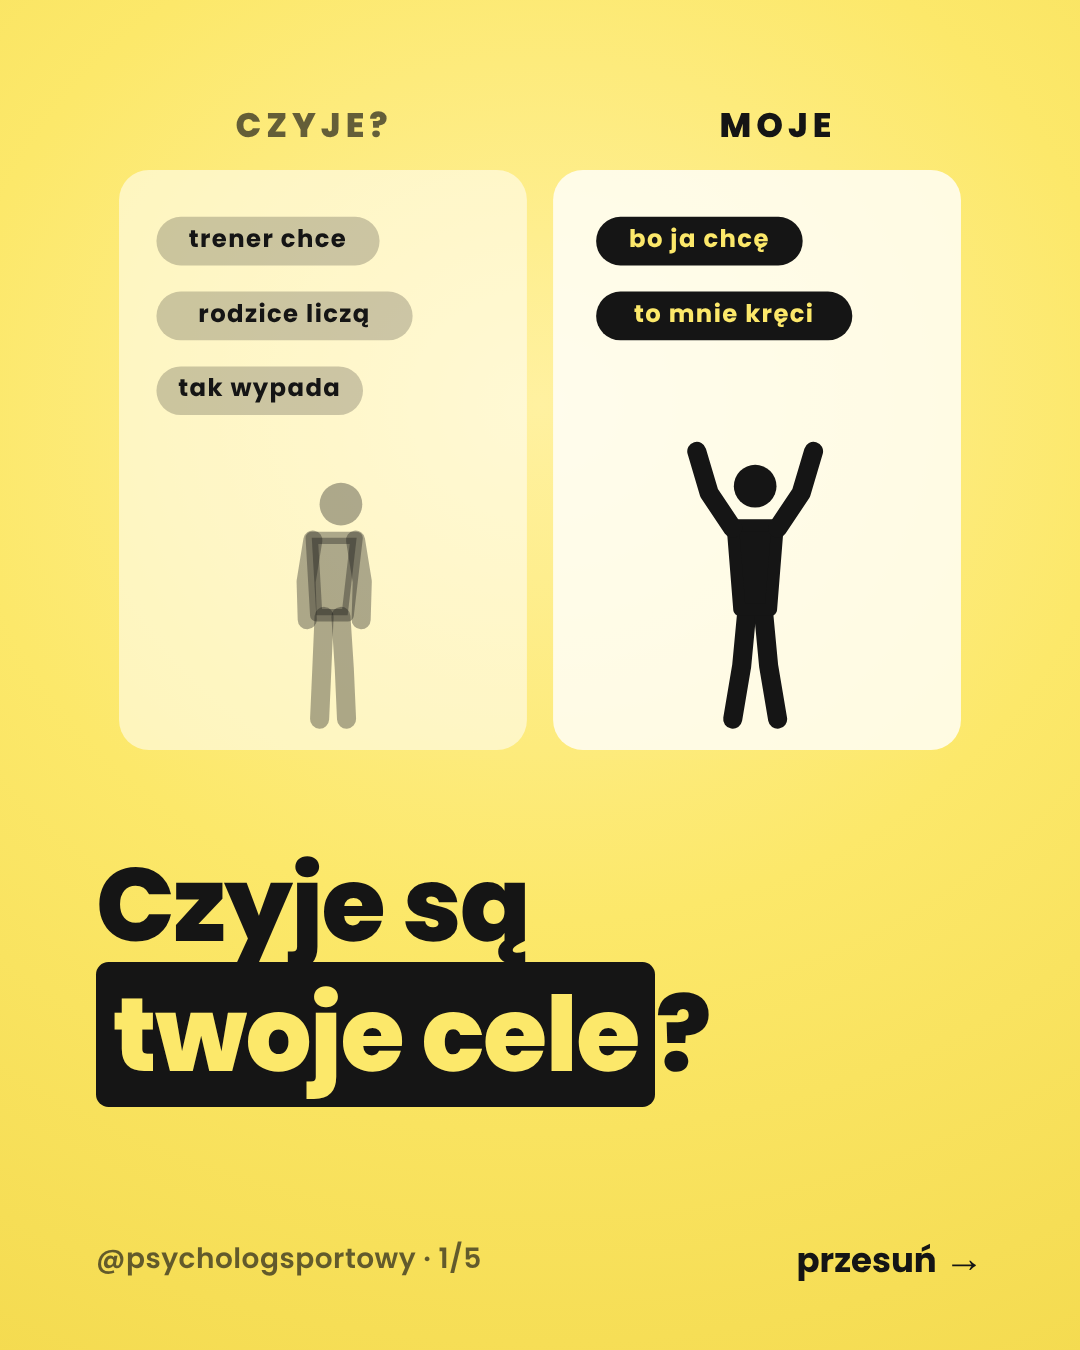 CZYJE?
MOJE
trener chce
rodzice liczą
tak wypada
bo ja chcę
to mnie kręci
Czyje są
twoje cele?
@psychologsportowy · 1/5
przesuń →